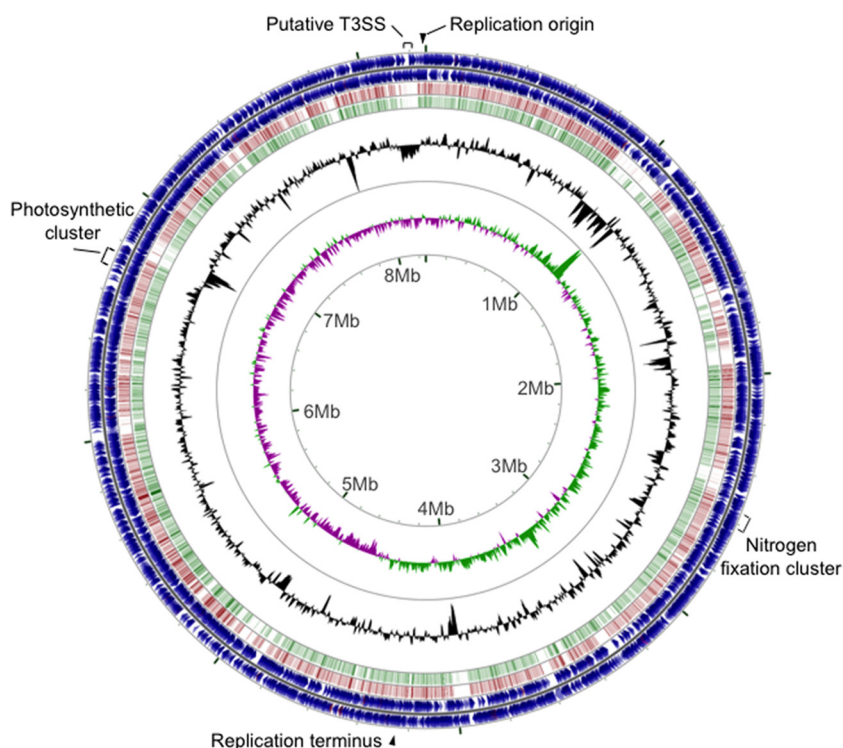 Putative T3SS
Replication origin
Photosynthetic
cluster
8Mb
1Mb
7Mb
2Mb
6Mb
3Mb
5Mb
4Mb
Nitrogen
fixation cluster
Replication terminus